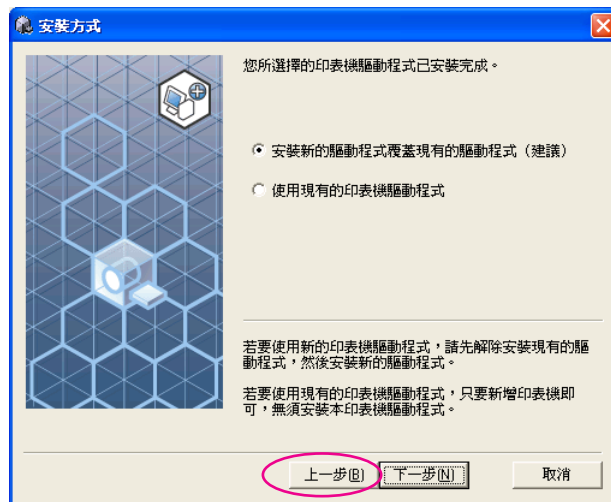 安裝方式
您所選擇的印表機驅動程式已安裝完成。
安裝新的驅動程式覆蓋現有的驅動程式（建議）
使用現有的印表機驅動程式
若要使用新的印表機驅動程式，請先解除安裝現有的驅
動程式，然後安裝新的驅動程式。
若要使用現有的印表機驅動程式，只要新增印表機即
可，無須安裝本印表機驅動程式。
上一步(B) 下一步(N) 取消